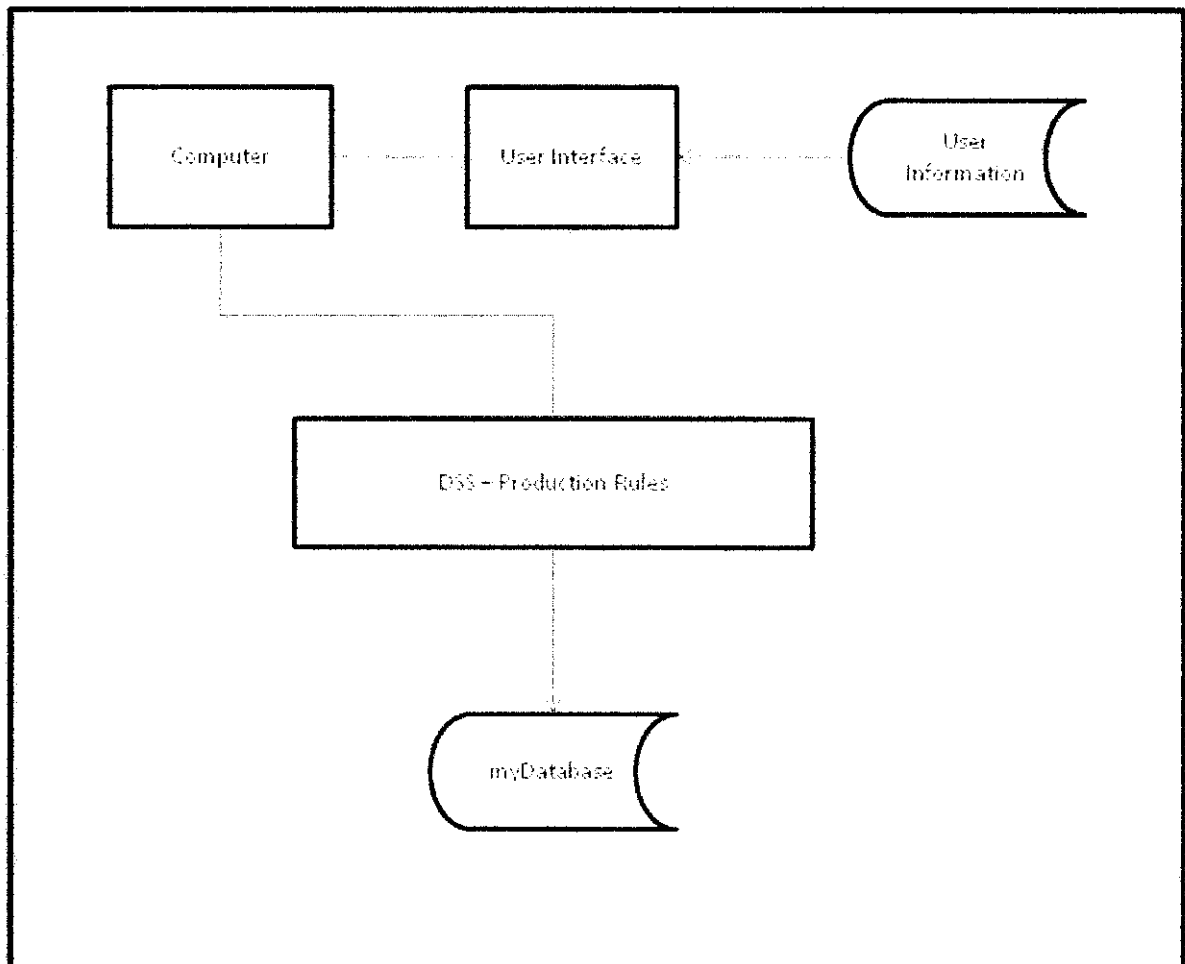 Computer
User Interface
User
Information
DSS – Production Rules
myDatabase